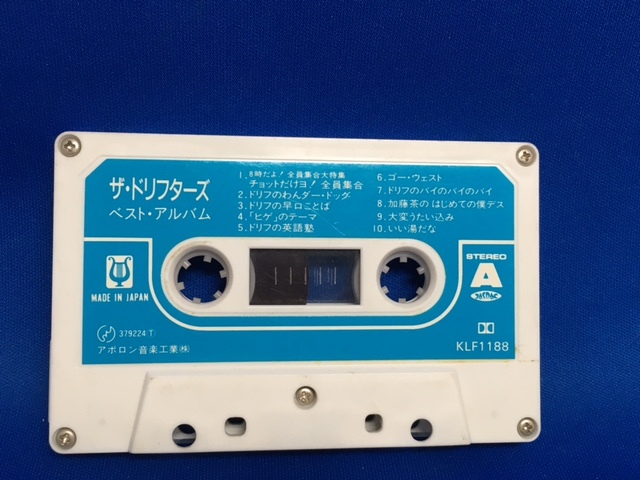 ザ・ドリフターズ
ベスト・アルバム
1. 8時だョ! 全員集合大特集
チョットだけヨ! 全員集合
2. ドリフのわんダー・ドッグ
3. ドリフの早口ことば
4. 「ヒゲ」のテーマ
5. ドリフの英語塾
6. ゴー・ウェスト
7. ドリフのバイのバイのバイ
8. 加藤茶の はじめての僕デス
9. 大変うたい込み
10. いい湯だな
MADE IN JAPAN
STEREO
A
379224 T
アポロン音楽工業㈱
KLF1188